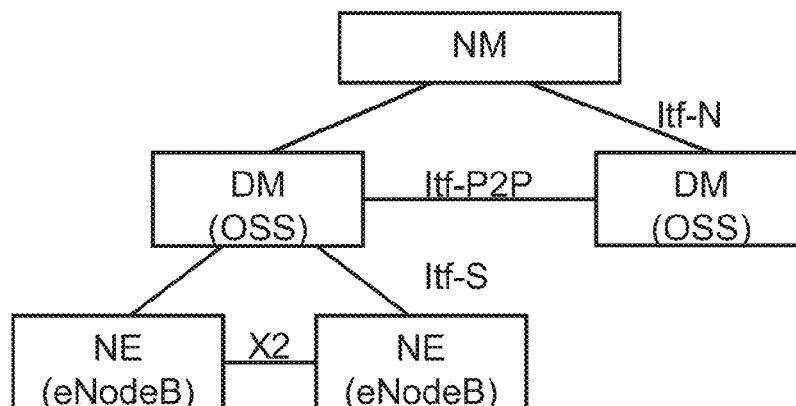 NM
Itf-N
DM
(OSS)
Itf-P2P
DM
(OSS)
Itf-S
NE
(eNodeB)
X2
NE
(eNodeB)